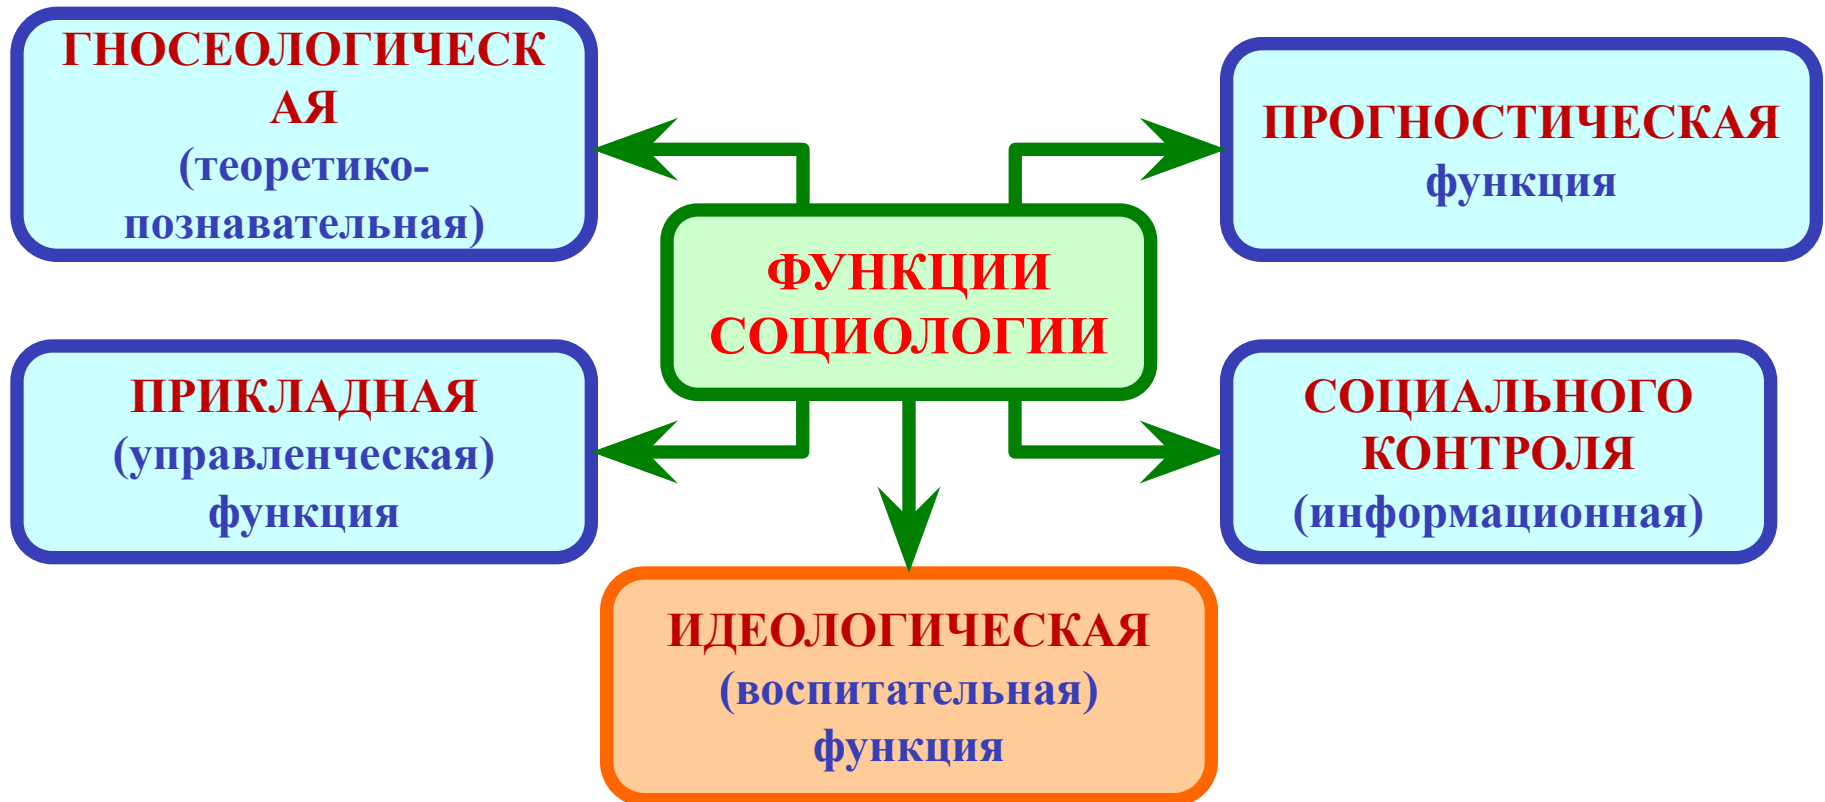 ГНОСЕОЛОГИЧЕСК
АЯ
(теоретико-
познавательная)
ПРОГНОСТИЧЕСКАЯ
функция
ФУНКЦИИ
СОЦИОЛОГИИ
ПРИКЛАДНАЯ
(управленческая)
функция
СОЦИАЛЬНОГО
КОНТРОЛЯ
(информационная)
ИДЕОЛОГИЧЕСКАЯ
(воспитательная)
функция